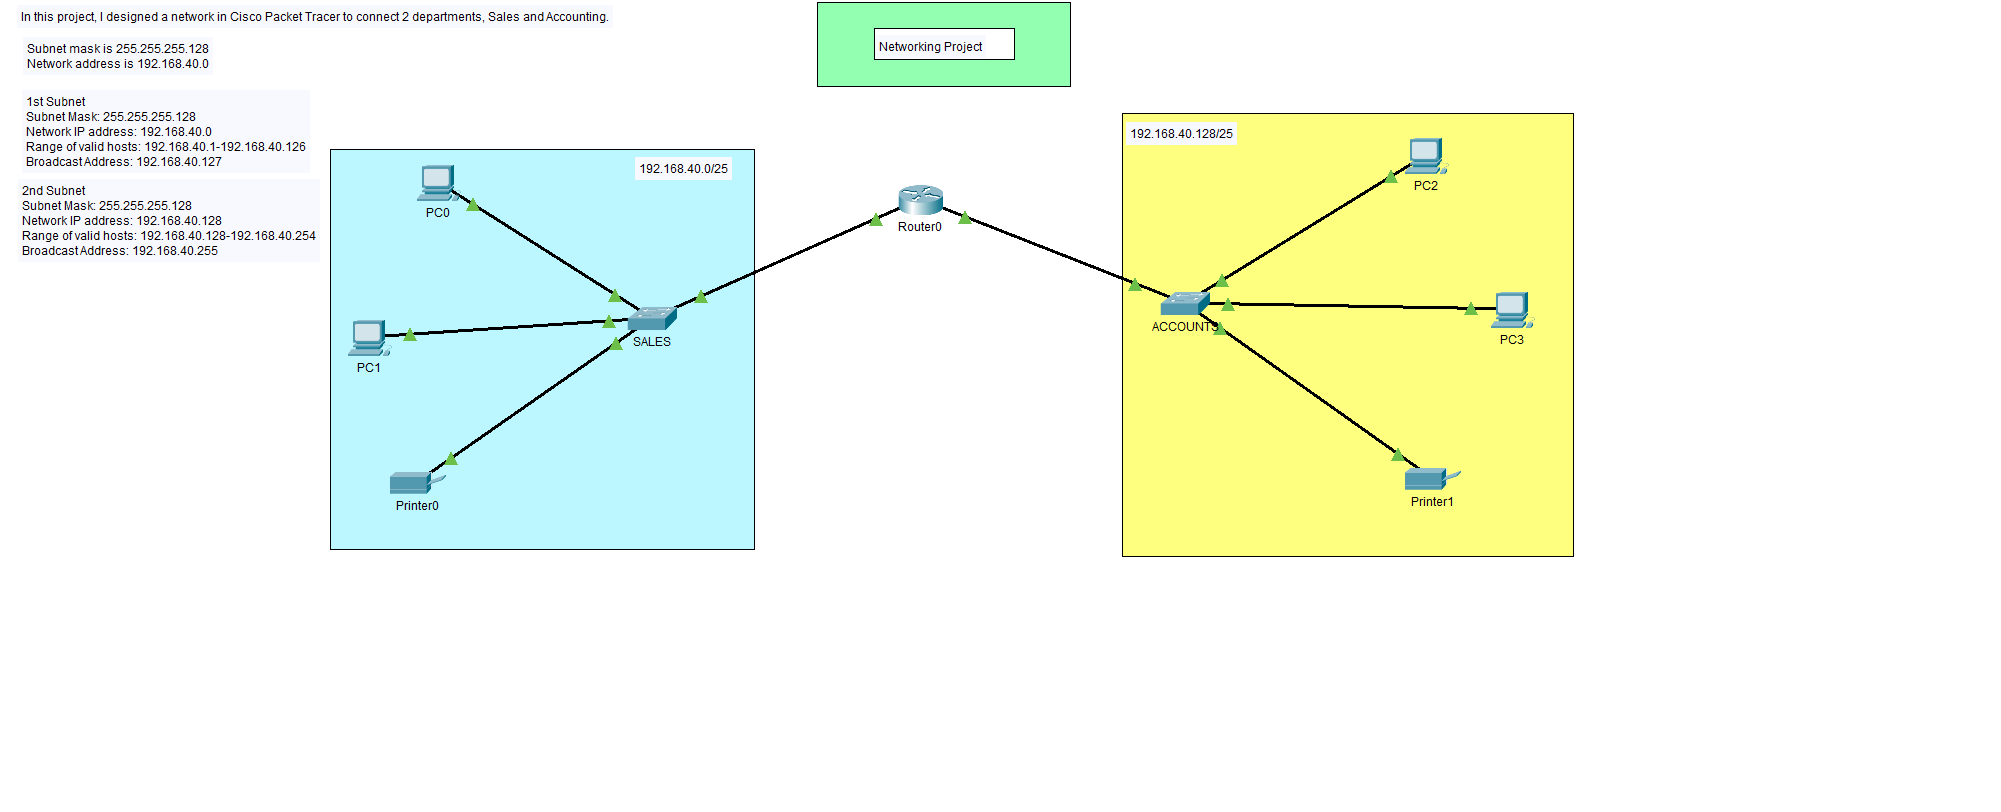 In this project, I designed a network in Cisco Packet Tracer to connect 2 departments, Sales and Accounting.
Subnet mask is 255.255.255.128
Network address is 192.168.40.0
1st Subnet
Subnet Mask: 255.255.255.128
Network IP address: 192.168.40.0
Range of valid hosts: 192.168.40.1-192.168.40.126
Broadcast Address: 192.168.40.127
2nd Subnet
Subnet Mask: 255.255.255.128
Network IP address: 192.168.40.128
Range of valid hosts: 192.168.40.128-192.168.40.254
Broadcast Address: 192.168.40.255
Networking Project
192.168.40.0/25
PC0
PC1
SALES
Printer0
Router0
192.168.40.128/25
PC2
ACCOUNTS
PC3
Printer1